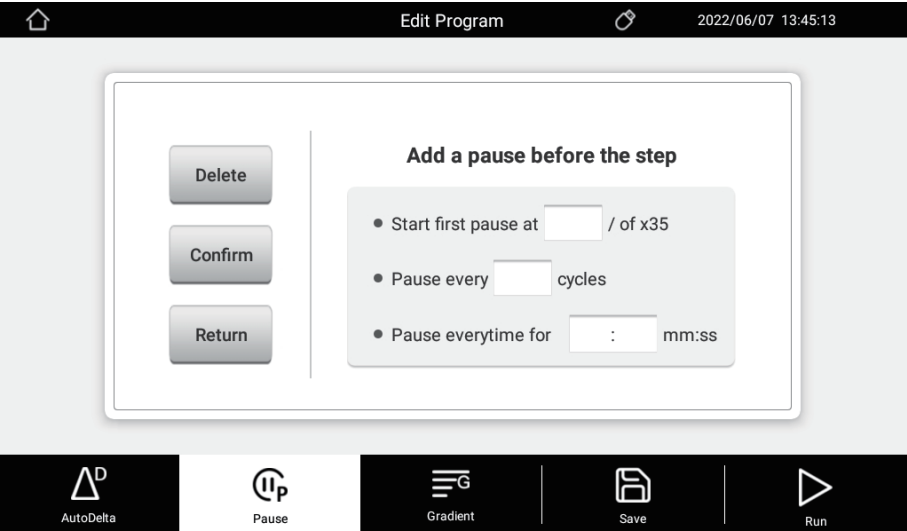 Edit Program 2022/06/07 13:45:13
Add a pause before the step
Delete
Start first pause at / of x35
Confirm
Pause every cycles
Return
Pause everytime for : mm:ss
D
AutoDelta
P
Pause
G
Gradient
Save
Run